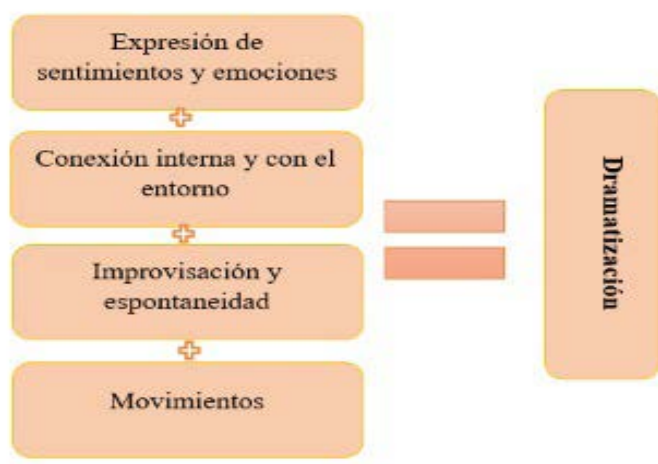 Expresión de
sentimientos y emociones
Conexión interna y con el
entorno
Improvisación y
espontaneidad
Movimientos
Dramatización